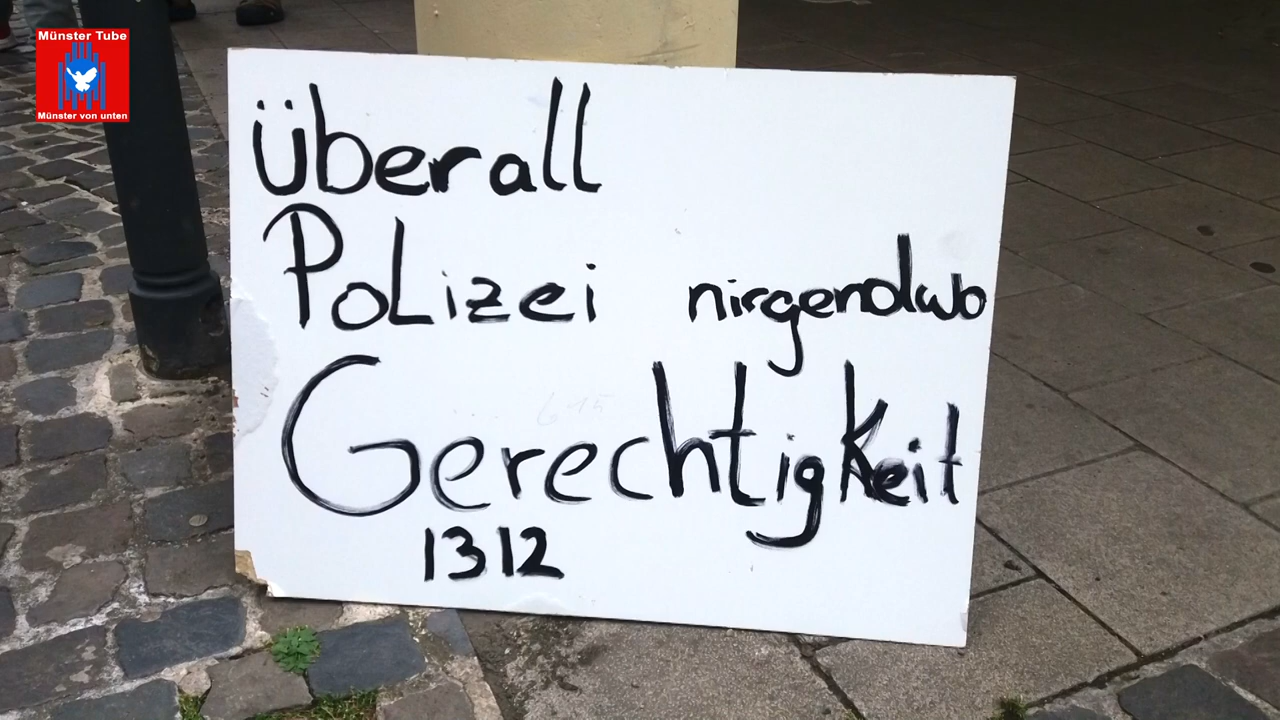 Münster Tube
Münster von unten
Überall
Polizei nirgendwo
Gerechtigkeit
1312